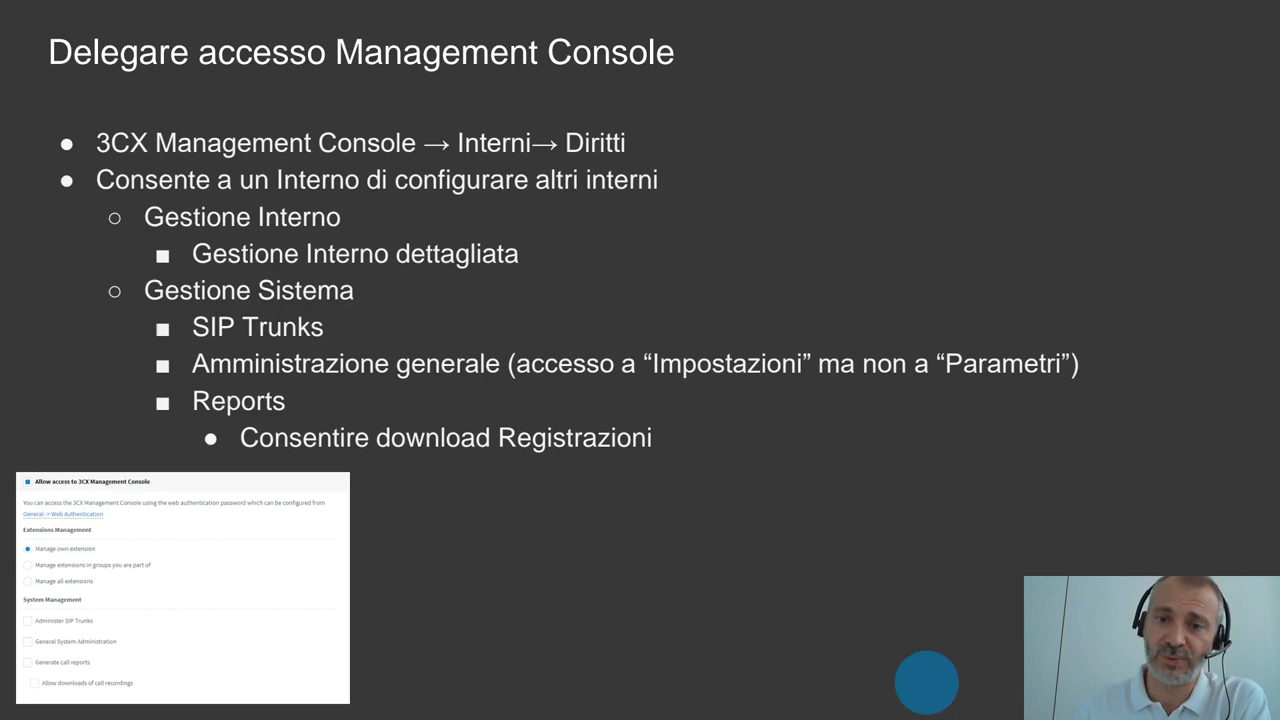 Delegare accesso Management Console
3CX Management Console → Interni→ Diritti
Consente a un Interno di configurare altri interni
Gestione Interno
Gestione Interno dettagliata
Gestione Sistema
SIP Trunks
Amministrazione generale (accesso a “Impostazioni” ma non a “Parametri”)
Reports
Consentire download Registrazioni
Allow access to 3CX Management Console
You can access the 3CX Management Console using the web authentication password which can be configured from
General -> Web Authentication
Extensions Management
Manage own extension
Manage extensions in groups you are part of
Manage all extensions
System Management
Administer SIP Trunks
General System Administration
Generate call reports
Allow downloads of call recordings